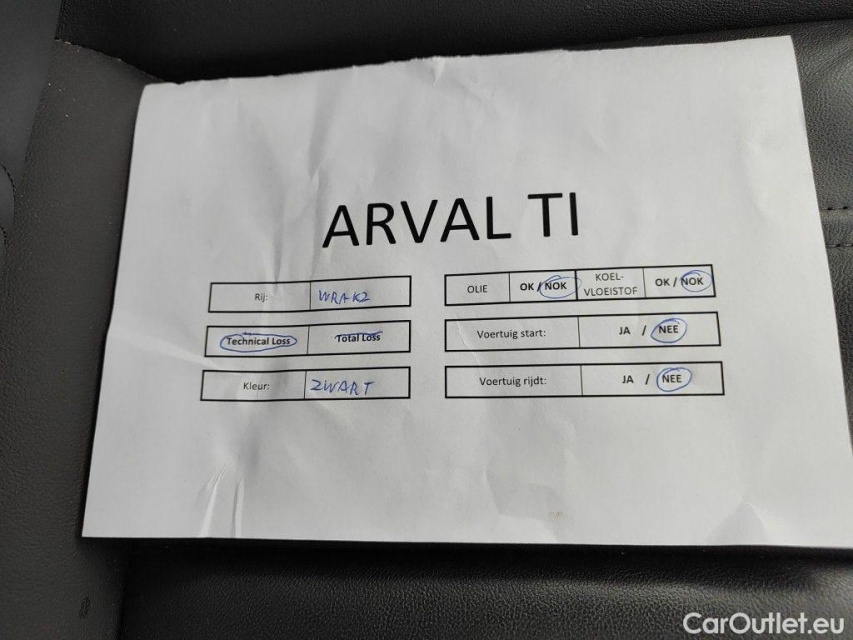 ARVAL TI
Rij: WRAK2
Technical Loss Total Loss
Kleur: ZWART
OLIE OK / NOK KOEL-VLOEISTOF OK / NOK
Voertuig start: JA / NEE
Voertuig rijdt: JA / NEE
CarOutlet.eu